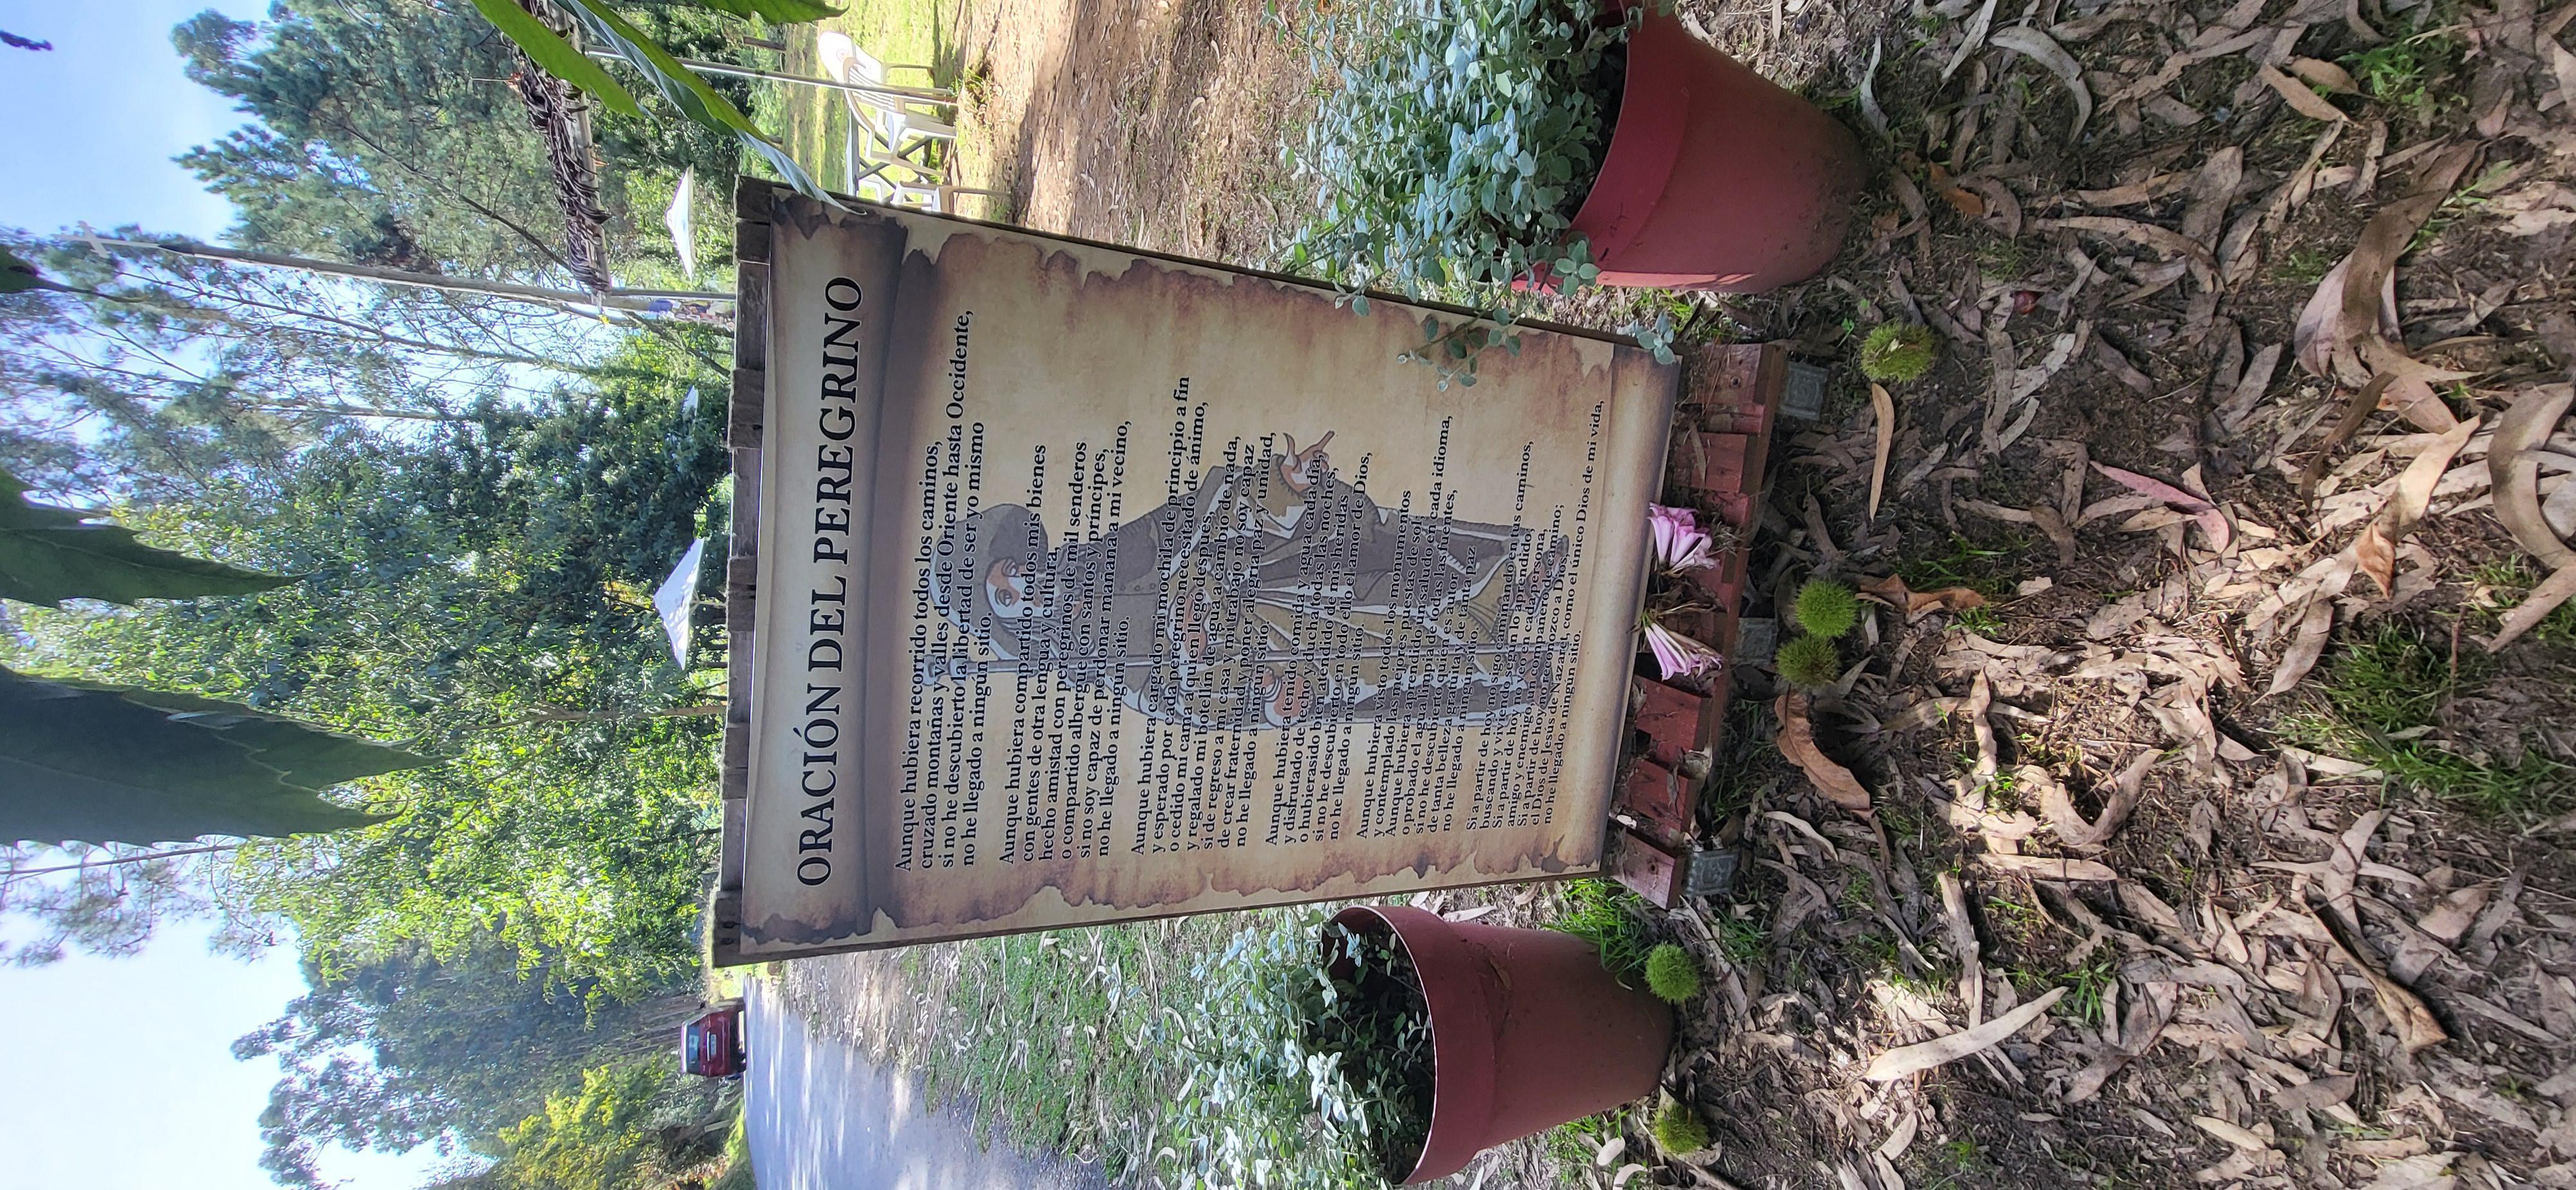 ORACIÓN DEL PEREGRINO
Aunque hubiera recorrido todos los caminos,
cruzado montañas y valles desde Oriente hasta Occidente,
si no he descubierto la libertad de ser yo mismo
no he llegado a ningún sitio.
Aunque hubiera compartido todos mis bienes
con gentes de otra lengua y cultura,
hecho amistad con peregrinos de mil senderos
o compartido albergue con santos y príncipes,
si no soy capaz de perdonar mañana a mi vecino,
no he llegado a ningún sitio.
Aunque hubiera cargado mi mochila de principio a fin
y esperado por cada peregrino necesitado de ánimo,
o cedido mi cama a quien llego después,
y regalado mi botellín de agua a cambio de nada,
si de regreso a mi casa y mi trabajo no soy capaz
de crear fraternidad y poner alegría, paz y unidad,
no he llegado a ningún sitio.
Aunque hubiera tenido comida y agua cada día,
y disfrutado de techo y ducha todas las noches,
o hubiera sido bien atendido de mis heridas
si no he descubierto en todo ello el amor de Dios,
no he llegado a ningún sitio.
Aunque hubiera visto todos los monumentos
y contemplado las mejores puestas de sol;
Aunque hubiera aprendido un saludo en cada idioma,
o probado el agua limpia de todas las fuentes,
si no he descubierto quien es autor
de tanta belleza gratuita y de tanta paz
no he llegado a ningún sitio.
Si a partir de hoy no sigo caminando en tus caminos,
buscando y viviendo según lo aprendido;
Si a partir de hoy no veo en cada persona,
amigo y enemigo, un compañero de camino;
Si a partir de hoy no reconozco a Dios,
el Dios de Jesús de Nazaret, como el único Dios de mi vida,
no he llegado a ningún sitio.